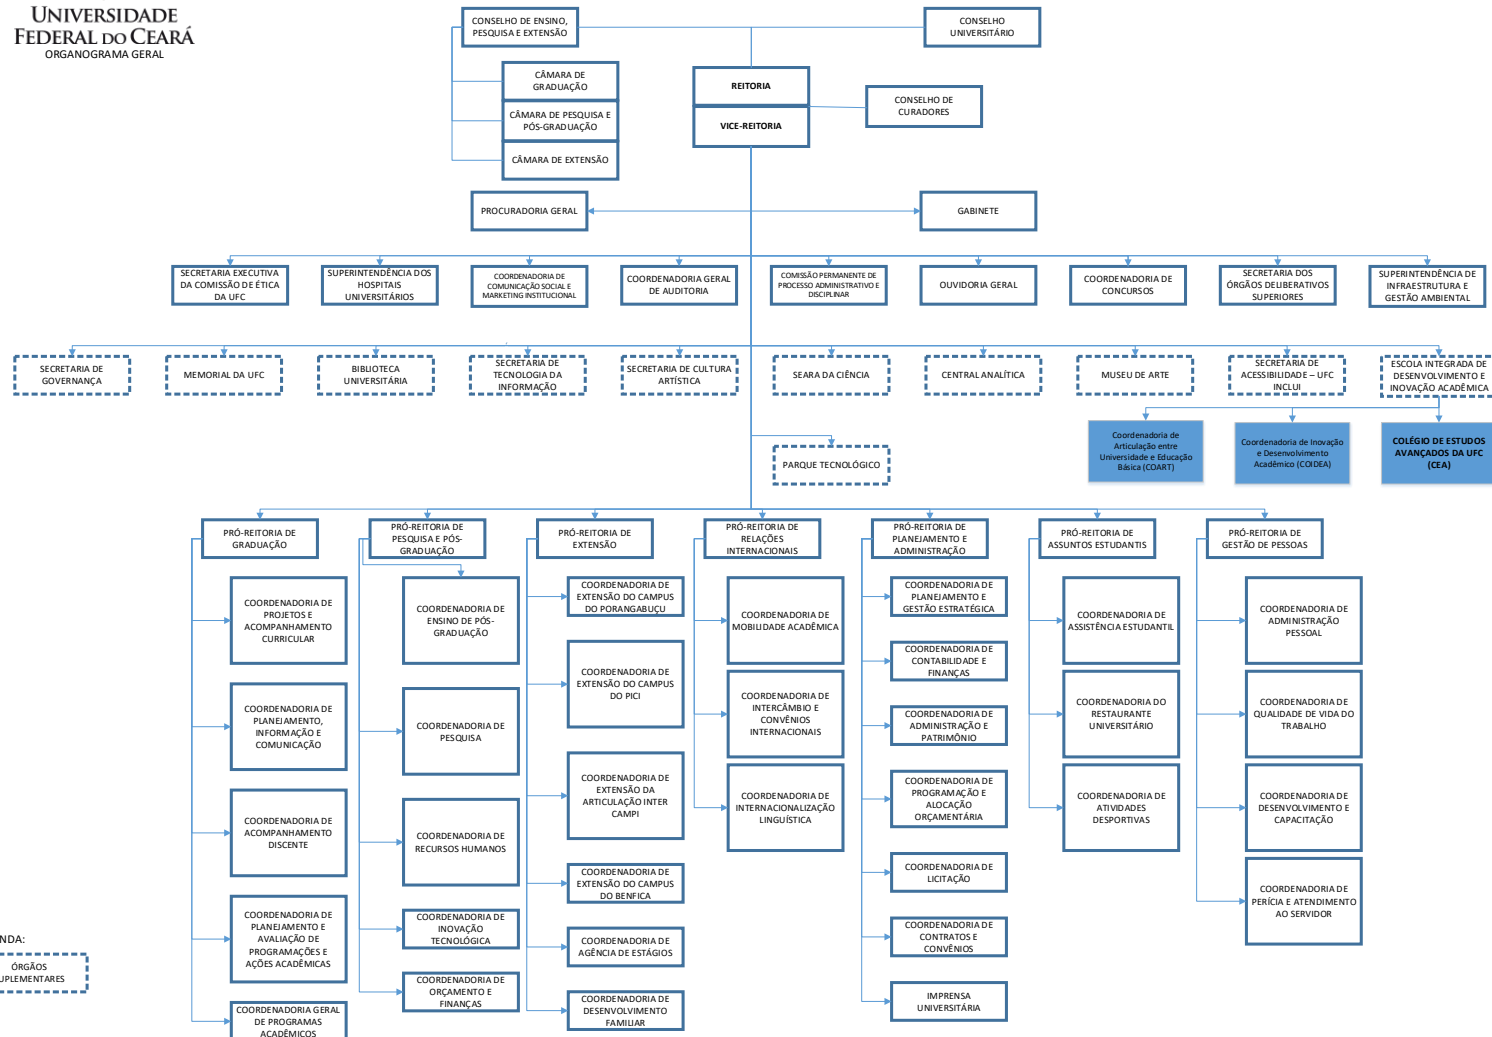 UNIVERSIDADE
FEDERAL DO CEARÁ
ORGANOGRAMA GERAL
CONSELHO DE ENSINO,
PESQUISA E EXTENSÃO
CONSELHO
UNIVERSITÁRIO
CÂMARA DE
GRADUAÇÃO
CÂMARA DE PESQUISA E
PÓS-GRADUAÇÃO
CÂMARA DE EXTENSÃO
REITORIA
VICE-REITORIA
CONSELHO DE
CURADORES
PROCURADORIA GERAL
GABINETE
SECRETARIA EXECUTIVA
DA COMISSÃO DE ÉTICA
DA UFC
SUPERINTENDÊNCIA DOS
HOSPITAIS
UNIVERSITÁRIOS
COORDENADORIA DE
COMUNICAÇÃO SOCIAL E
MARKETING INSTITUCIONAL
COORDENADORIA GERAL
DE AUDITORIA
COMISSÃO PERMANENTE DE
PROCESSO ADMINISTRATIVO E
DISCIPLINAR
OUVIDORIA GERAL
COORDENADORIA DE
CONCURSOS
SECRETARIA DOS
ÓRGÃOS DELIBERATIVOS
SUPERIORES
SUPERINTENDÊNCIA DE
INFRAESTRUTURA E
GESTÃO AMBIENTAL
SECRETARIA DE
GOVERNANÇA
MEMORIAL DA UFC
BIBLIOTECA
UNIVERSITÁRIA
SECRETARIA DE
TECNOLOGIA DA
INFORMAÇÃO
SECRETARIA DE CULTURA
ARTÍSTICA
SEARA DA CIÊNCIA
CENTRAL ANALÍTICA
MUSEU DE ARTE
SECRETARIA DE
ACESSIBILIDADE – UFC
INCLUI
ESCOLA INTEGRADA DE
DESENVOLVIMENTO E
INOVAÇÃO ACADÊMICA
Coordenadoria de
Articulação entre
Universidade e Educação
Básica (COART)
Coordenadoria de Inovação
e Desenvolvimento
Acadêmico (COIDEA)
COLÉGIO DE ESTUDOS
AVANÇADOS DA UFC
(CEA)
PARQUE TECNOLÓGICO
PRÓ-REITORIA DE
GRADUAÇÃO
COORDENADORIA DE
PROJETOS E
ACOMPANHAMENTO
CURRICULAR
COORDENADORIA DE
PLANEJAMENTO,
INFORMAÇÃO E
COMUNICAÇÃO
COORDENADORIA DE
ACOMPANHAMENTO
DISCENTE
COORDENADORIA DE
PLANEJAMENTO E
AVALIAÇÃO DE
PROGRAMAÇÕES E
AÇÕES ACADÊMICAS
COORDENADORIA GERAL
DE PROGRAMAS
ACADÊMICOS
PRÓ-REITORIA DE
PESQUISA E PÓS-
GRADUAÇÃO
COORDENADORIA DE
ENSINO DE PÓS-
GRADUAÇÃO
COORDENADORIA DE
PESQUISA
COORDENADORIA DE
RECURSOS HUMANOS
COORDENADORIA DE
INOVAÇÃO
TECNOLÓGICA
COORDENADORIA DE
ORÇAMENTO E
FINANÇAS
PRÓ-REITORIA DE
EXTENSÃO
COORDENADORIA DE
EXTENSÃO DO CAMPUS
DO PORANGABUÇU
COORDENADORIA DE
EXTENSÃO DO CAMPUS
DO PICI
COORDENADORIA DE
EXTENSÃO DA
ARTICULAÇÃO INTER
CAMPI
COORDENADORIA DE
EXTENSÃO DO CAMPUS
DO BENFICA
COORDENADORIA DE
AGÊNCIA DE ESTÁGIOS
COORDENADORIA DE
DESENVOLVIMENTO
FAMILIAR
PRÓ-REITORIA DE
RELAÇÕES
INTERNACIONAIS
COORDENADORIA DE
MOBILIDADE ACADÊMICA
COORDENADORIA DE
INTERCÂMBIO E
CONVÊNIOS
INTERNACIONAIS
COORDENADORIA DE
INTERNACIONALIZAÇÃO
LINGUÍSTICA
PRÓ-REITORIA DE
PLANEJAMENTO E
ADMINISTRAÇÃO
COORDENADORIA DE
PLANEJAMENTO E
GESTÃO ESTRATÉGICA
COORDENADORIA DE
CONTABILIDADE E
FINANÇAS
COORDENADORIA DE
ADMINISTRAÇÃO E
PATRIMÔNIO
COORDENADORIA DE
PROGRAMAÇÃO E
ALOCAÇÃO
ORÇAMENTÁRIA
COORDENADORIA DE
LICITAÇÃO
COORDENADORIA DE
CONTRATOS E
CONVÊNIOS
IMPRENSA
UNIVERSITÁRIA
PRÓ-REITORIA DE
ASSUNTOS ESTUDANTIS
COORDENADORIA DE
ASSISTÊNCIA ESTUDANTIL
COORDENADORIA DO
RESTAURANTE
UNIVERSITÁRIO
COORDENADORIA DE
ATIVIDADES
DESPORTIVAS
PRÓ-REITORIA DE
GESTÃO DE PESSOAS
COORDENADORIA DE
ADMINISTRAÇÃO
PESSOAL
COORDENADORIA DE
QUALIDADE DE VIDA DO
TRABALHO
COORDENADORIA DE
DESENVOLVIMENTO E
CAPACITAÇÃO
COORDENADORIA DE
PERÍCIA E ATENDIMENTO
AO SERVIDOR
NDA:
ÓRGÃOS
UPLEMENTARES